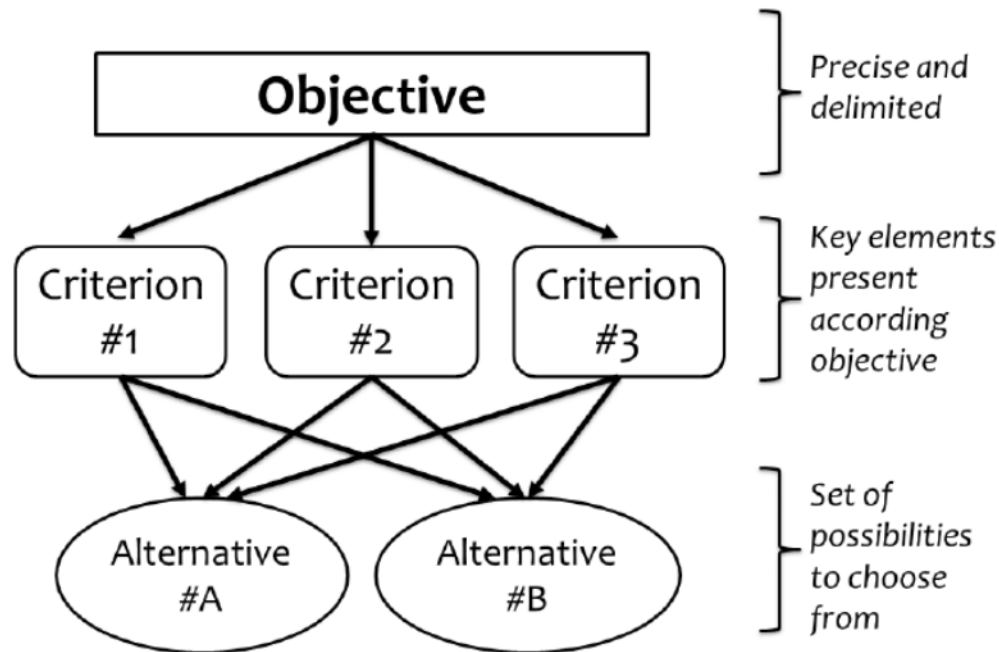 Objective
Precise and
delimited
Criterion
#1
Criterion
#2
Criterion
#3
Key elements
present
according
objective
Alternative
#A
Alternative
#B
Set of
possibilities
to choose
from